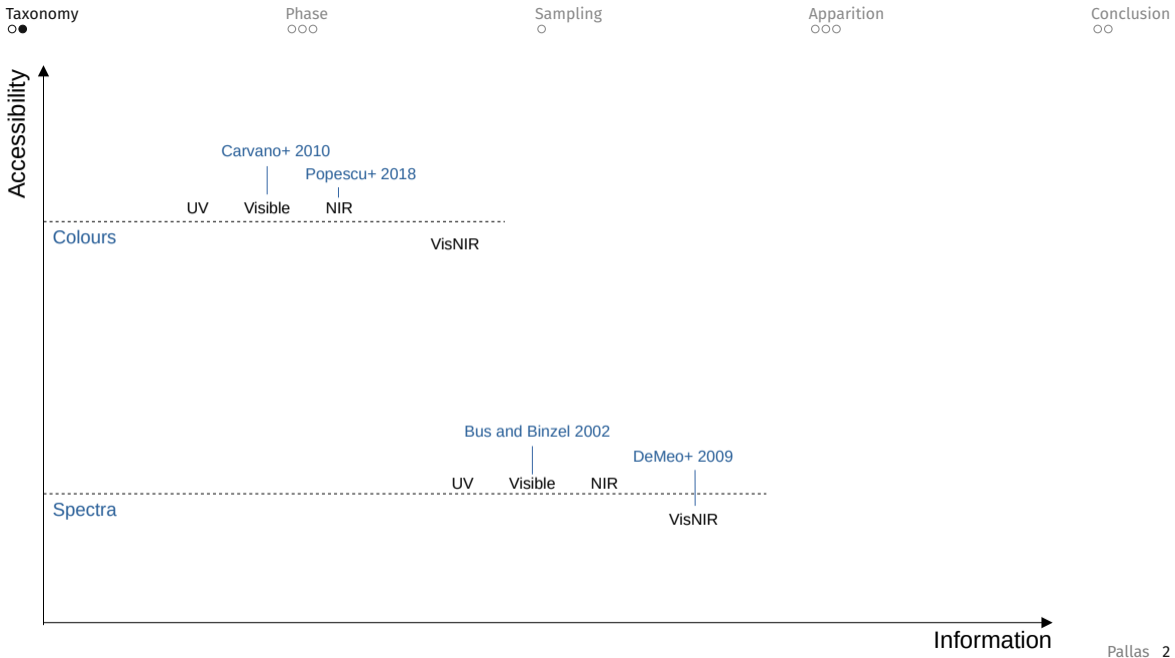 Taxonomy Phase Sampling Apparition Conclusion
Accessibility
Carvano+ 2010
Popescu+ 2018
UV Visible NIR
Colours
VisNIR
Bus and Binzel 2002
DeMeo+ 2009
UV Visible NIR
Spectra
VisNIR
Information
Pallas 2